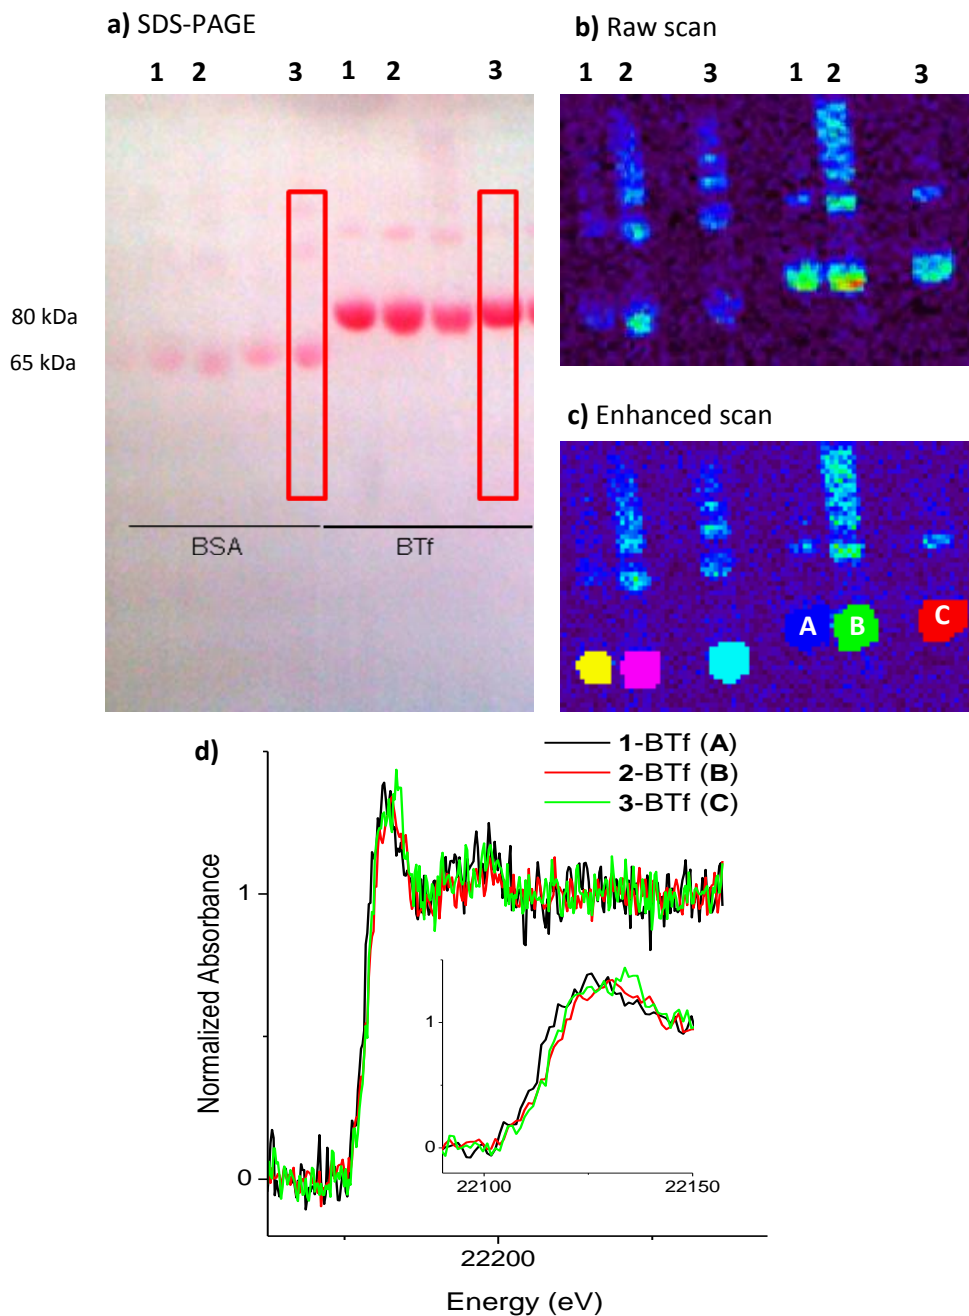 a) SDS-PAGE
b) Raw scan
1 2 3 1 2 3
1 2 3 1 2 3
80 kDa
65 kDa
BSA
BTf
c) Enhanced scan
A B C
d)
1-BTf (A)
2-BTf (B)
3-BTf (C)
Normalized Absorbance
1
0
1
0
22100
22150
22200
Energy (eV)